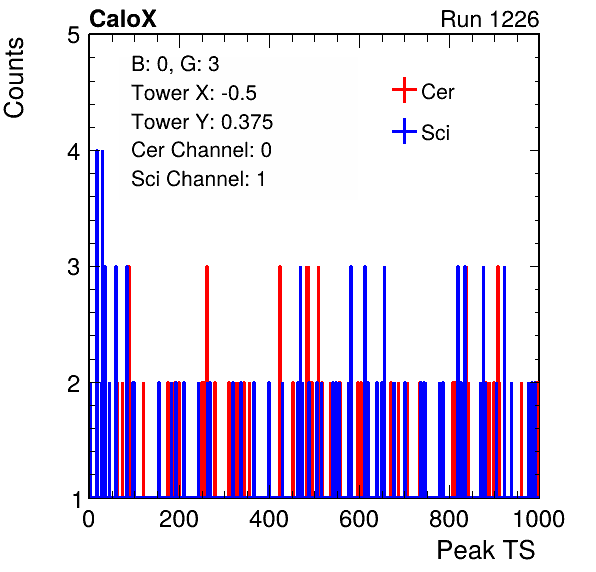 CaloX Run 1226
Counts
B: 0, G: 3
Tower X: -0.5
Tower Y: 0.375
Cer Channel: 0
Sci Channel: 1
Cer
Sci
5
4
3
2
1
0 200 400 600 800 1000
Peak TS